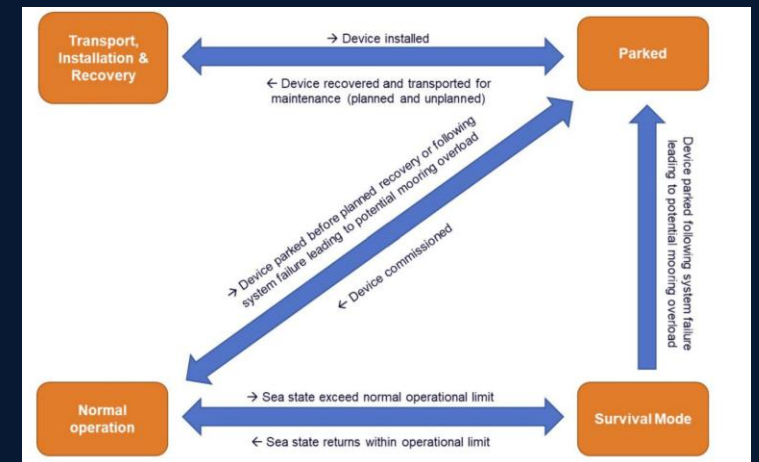 Transport,
Installation &
Recovery
→ Device installed
← Device recovered and transported for
maintenance (planned and unplanned)
Parked
→ Device parked before planned recovery or following
system failure leading to potential mooring overload
← Device commissioned
Device parked following system failure
leading to potential mooring overload
Normal
operation
→ Sea state exceed normal operational limit
← Sea state returns within operational limit
Survival Mode